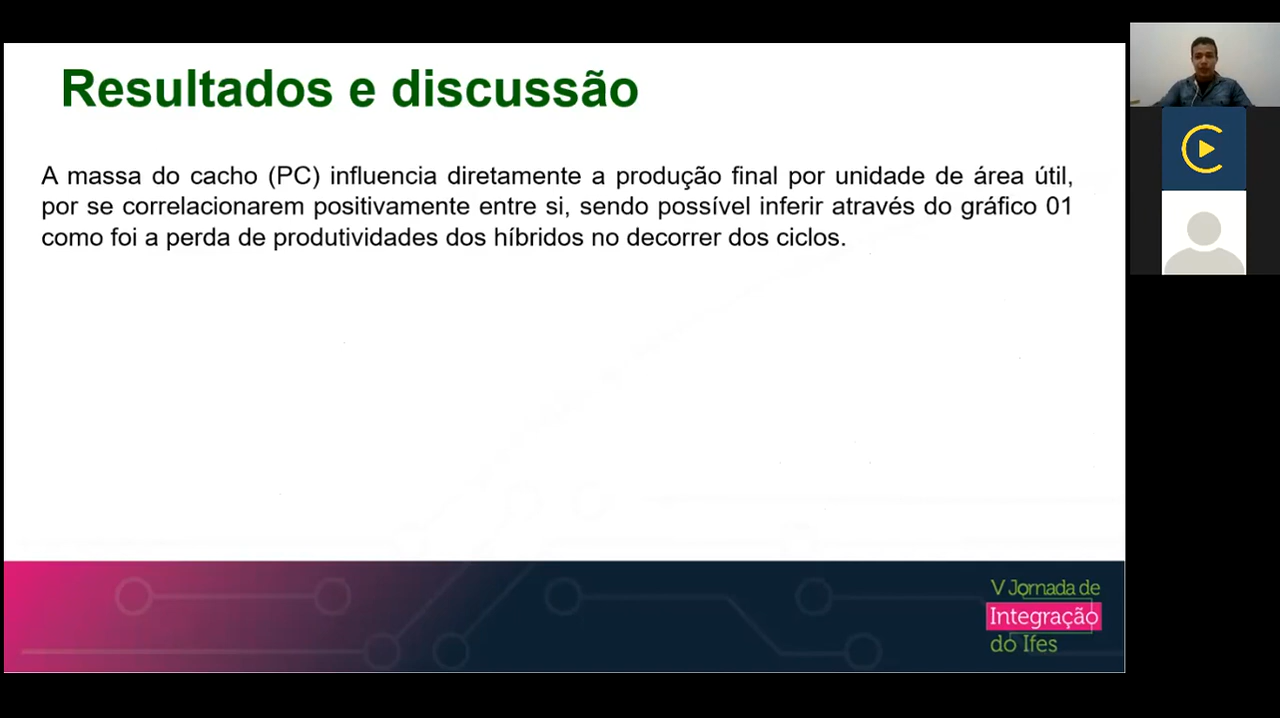 Resultados e discussão
A massa do cacho (PC) influencia diretamente a produção final por unidade de área útil,
por se correlacionarem positivamente entre si, sendo possível inferir através do gráfico 01
como foi a perda de produtividades dos híbridos no decorrer dos ciclos.
V Jornada de
Integração
do Ifes